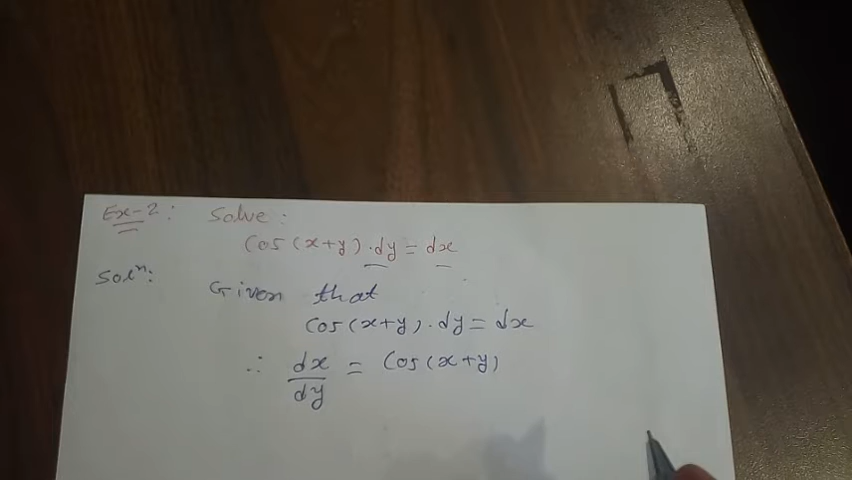 Ex-2: Solve:
Cos(x+y).dy = dx
Solⁿ:
Given that
Cos(x+y).dy = dx
∴ dx/dy = Cos(x+y)